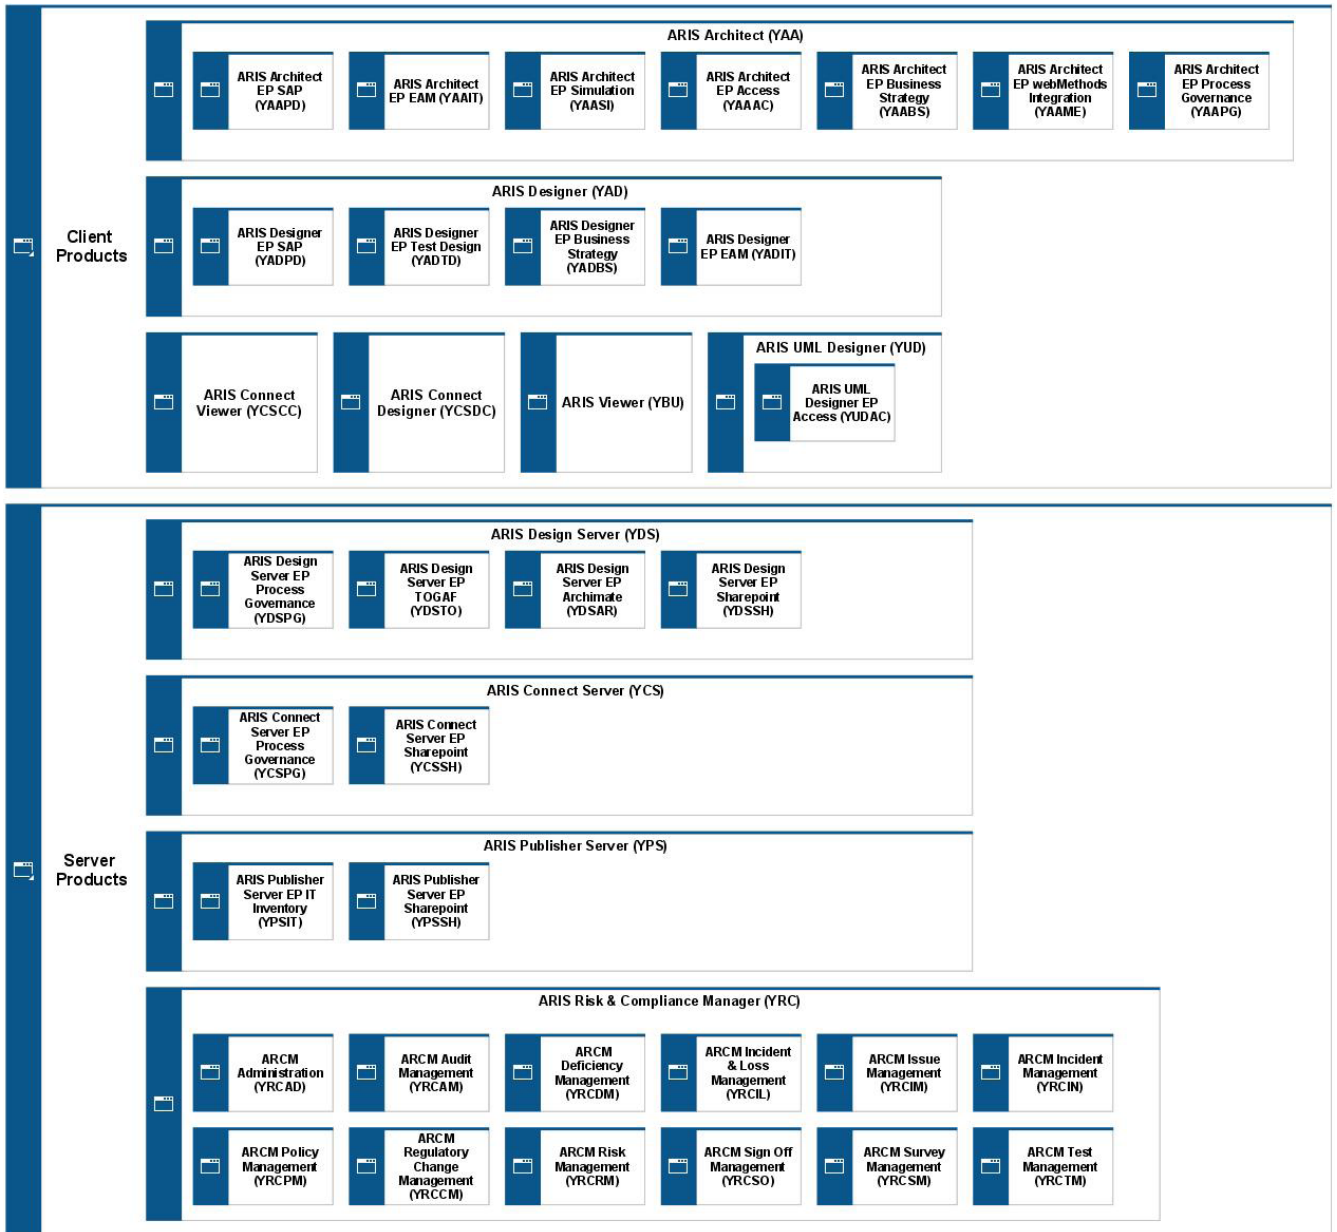 ARIS Architect (YAA)
ARIS Architect
EP SAP
(YAAPD)
ARIS Architect
EP EAM (YAAIT)
ARIS Architect
EP Simulation
(YAASI)
ARIS Architect
EP Access
(YAAAC)
ARIS Architect
EP Business
Strategy
(YAABS)
ARIS Architect
EP webMethods
Integration
(YAAME)
ARIS Architect
EP Process
Governance
(YAAPG)
Client
Products
ARIS Designer (YAD)
ARIS Designer
EP SAP
(YADPD)
ARIS Designer
EP Test Design
(YADTD)
ARIS Designer
EP Business
Strategy
(YADBS)
ARIS Designer
EP EAM (YADIT)
ARIS Connect
Viewer (YCSCC)
ARIS Connect
Designer (YCSDC)
ARIS Viewer (YBU)
ARIS UML Designer (YUD)
ARIS UML
Designer EP
Access (YUDAC)
Server
Products
ARIS Design Server (YDS)
ARIS Design
Server EP
Process
Governance
(YDSPG)
ARIS Design
Server EP
TOGAF
(YDSTO)
ARIS Design
Server EP
Archimate
(YDSAR)
ARIS Design
Server EP
Sharepoint
(YDSSH)
ARIS Connect Server (YCS)
ARIS Connect
Server EP
Process
Governance
(YCSPG)
ARIS Connect
Server EP
Sharepoint
(YCSSH)
ARIS Publisher Server (YPS)
ARIS Publisher
Server EP IT
Inventory
(YPSIT)
ARIS Publisher
Server EP
Sharepoint
(YPSSH)
ARIS Risk & Compliance Manager (YRC)
ARCM
Administration
(YRCAD)
ARCM Audit
Management
(YRCAM)
ARCM
Deficiency
Management
(YRCDM)
ARCM Incident
& Loss
Management
(YRCIL)
ARCM Issue
Management
(YRCIM)
ARCM Incident
Management
(YRCIN)
ARCM Policy
Management
(YRCPM)
ARCM
Regulatory
Change
Management
(YRCCM)
ARCM Risk
Management
(YRCRM)
ARCM Sign Off
Management
(YRCSO)
ARCM Survey
Management
(YRCSM)
ARCM Test
Management
(YRCTM)